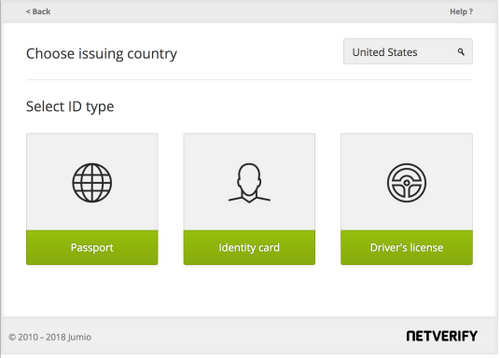 < Back Help ?
Choose issuing country United States
Select ID type
Passport Identity card Driver's license
© 2010 – 2018 Jumio NETVERIFY